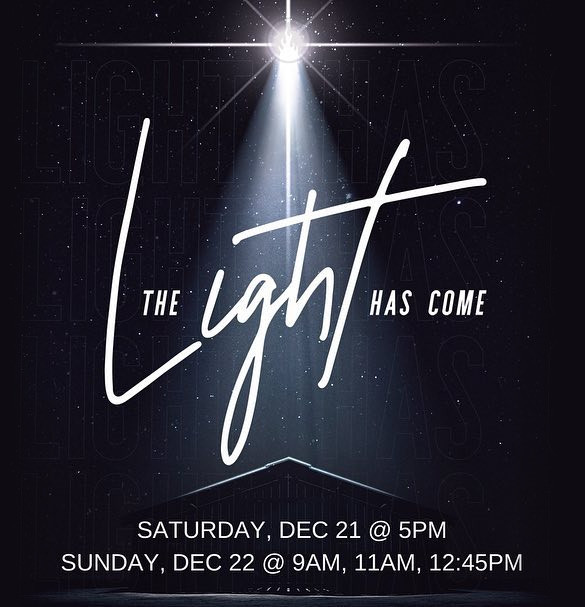 THE Light HAS COME
SATURDAY, DEC 21 @ 5PM
SUNDAY, DEC 22 @ 9AM, 11AM, 12:45PM